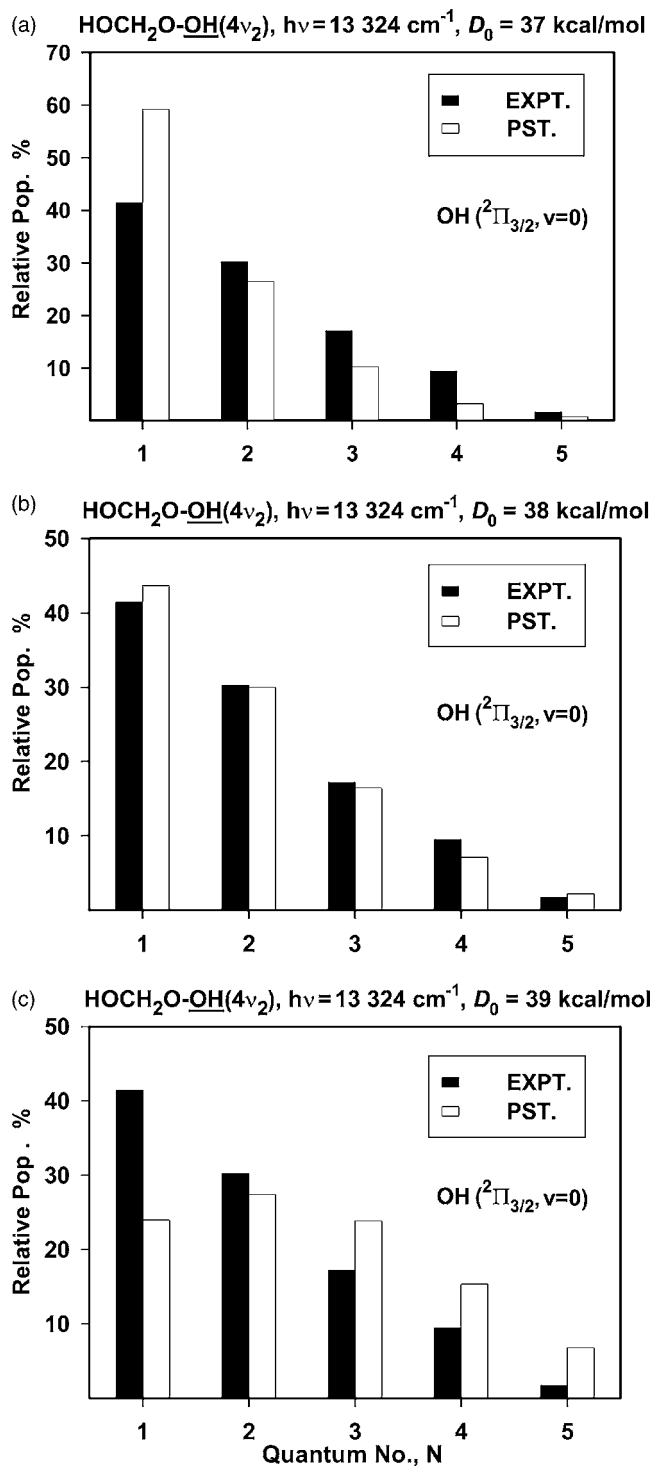 (a) HOCH₂O-OH(4ν₂), hν = 13 324 cm⁻¹, D₀ = 37 kcal/mol
70
60
50
40
30
20
10
Relative Pop. %
EXPT.
PST.
OH (²Π₃/₂, v=0)
1 2 3 4 5
(b) HOCH₂O-OH(4ν₂), hν = 13 324 cm⁻¹, D₀ = 38 kcal/mol
50
40
30
20
10
Relative Pop. %
EXPT.
PST.
OH (²Π₃/₂, v=0)
1 2 3 4 5
(c) HOCH₂O-OH(4ν₂), hν = 13 324 cm⁻¹, D₀ = 39 kcal/mol
50
40
30
20
10
Relative Pop . %
EXPT.
PST.
OH (²Π₃/₂, v=0)
1 2 3 4 5
Quantum No., N